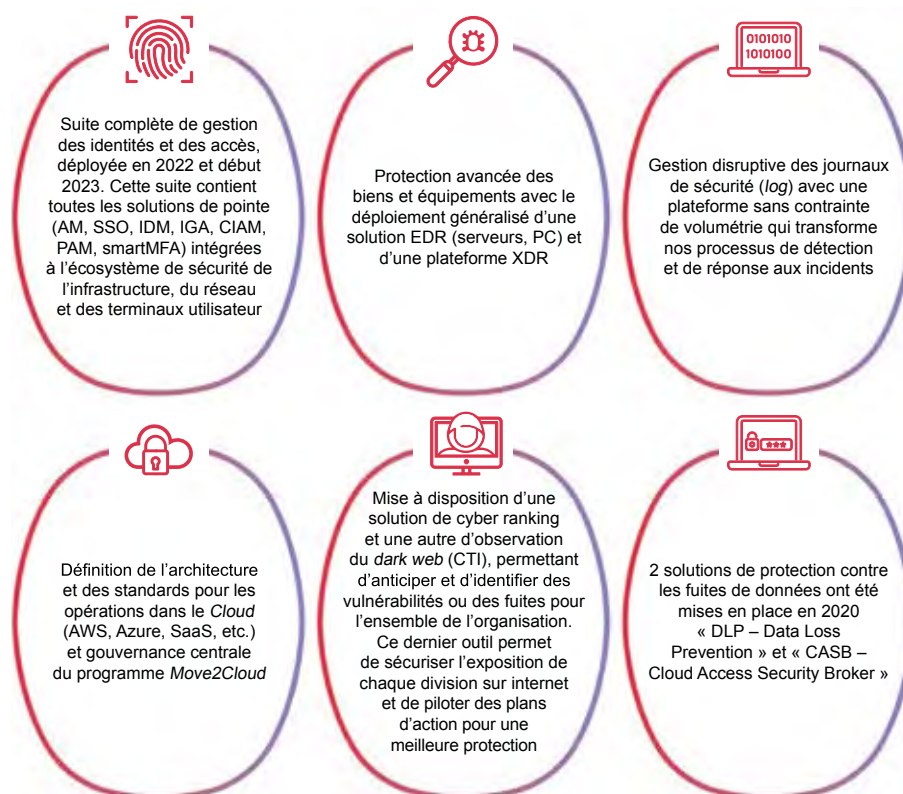 Suite complète de gestion
des identités et des accès,
déployée en 2022 et début
2023. Cette suite contient
toutes les solutions de pointe
(AM, SSO, IDM, IGA, CIAM,
PAM, smartMFA) intégrées
à l’écosystème de sécurité de
l’infrastructure, du réseau
et des terminaux utilisateur
Protection avancée des
biens et équipements avec le
déploiement généralisé d’une
solution EDR (serveurs, PC) et
d’une plateforme XDR
0101010
1010100
Gestion disruptive des journaux
de sécurité (log) avec une
plateforme sans contrainte
de volumétrie qui transforme
nos processus de détection
et de réponse aux incidents
Définition de l’architecture
et des standards pour les
opérations dans le Cloud
(AWS, Azure, SaaS, etc.)
et gouvernance centrale
du programme Move2Cloud
Mise à disposition d’une
solution de cyber ranking
et une autre d’observation
du dark web (CTI), permettant
d’anticiper et d’identifier des
vulnérabilités ou des fuites pour
l’ensemble de l’organisation.
Ce dernier outil permet
de sécuriser l’exposition de
chaque division sur internet
et de piloter des plans
d’action pour une
meilleure protection
***
2 solutions de protection contre
les fuites de données ont été
mises en place en 2020
« DLP – Data Loss
Prevention » et « CASB –
Cloud Access Security Broker »